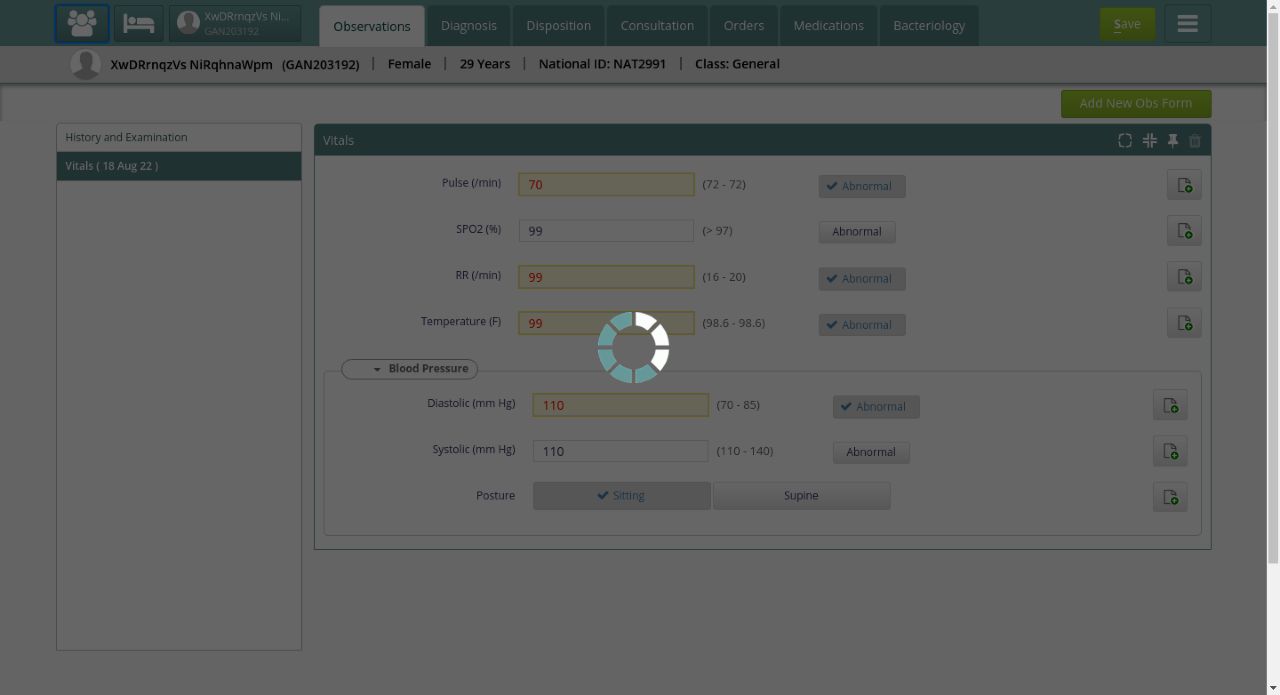 XwDRrnqzVs Ni...
GAN203192
Observations
Diagnosis
Disposition
Consultation
Orders
Medications
Bacteriology
Save
XwDRrnqzVs NiRqhnaWpm (GAN203192) | Female | 29 Years | National ID: NAT2991 | Class: General
Add New Obs Form
History and Examination
Vitals ( 18 Aug 22 )
Vitals
Pulse (/min) 70 (72 - 72) Abnormal
SPO2 (%) 99 (> 97) Abnormal
RR (/min) 99 (16 - 20) Abnormal
Temperature (F) 99 (98.6 - 98.6) Abnormal
Blood Pressure
Diastolic (mm Hg) 110 (70 - 85) Abnormal
Systolic (mm Hg) 110 (110 - 140) Abnormal
Posture Sitting Supine